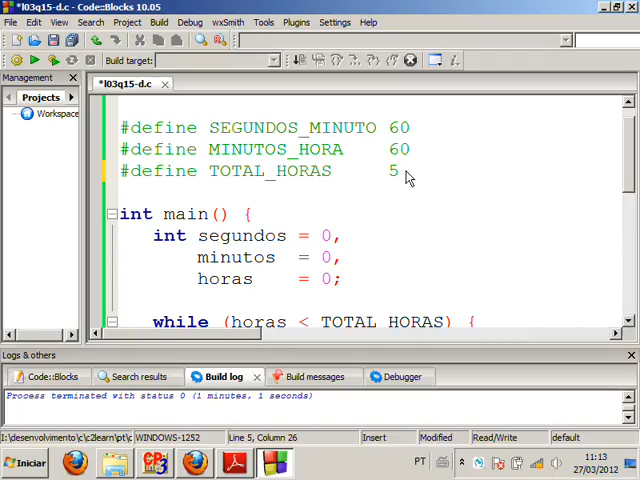 *l03q15-d.c - Code::Blocks 10.05
File Edit View Search Project Build Debug wxSmith Tools Plugins Settings Help
Build target:
Management
*l03q15-d.c
Projects
Workspace
#define SEGUNDOS_MINUTO 60
#define MINUTOS_HORA 60
#define TOTAL_HORAS 5
int main() {
int segundos = 0,
minutos = 0,
horas = 0;
while (horas < TOTAL_HORAS) {
Logs & others
Code::Blocks Search results Build log Build messages Debugger
Process terminated with status 0 (1 minutes, 1 seconds)
I:\desenvolvimento\c\c2learn\pt\c WINDOWS-1252 Line 5, Column 26 Insert Modified Read/Write default
Iniciar PT 11:13
27/03/2012